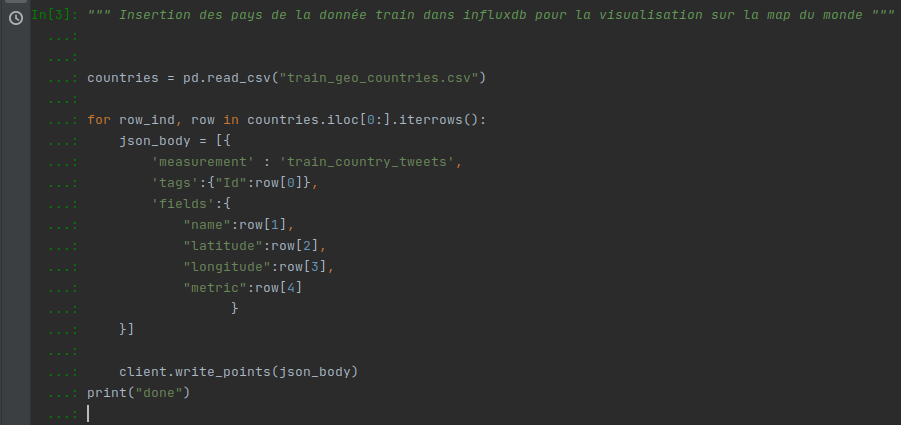 In[3]: """ Insertion des pays de la donnée train dans influxdb pour la visualisation sur la map du monde """
...:
...:
...: countries = pd.read_csv("train_geo_countries.csv")
...:
...: for row_ind, row in countries.iloc[0:].iterrows():
...:     json_body = [{
...:         'measurement' : 'train_country_tweets',
...:         'tags':{"Id":row[0]},
...:         'fields':{
...:             "name":row[1],
...:             "latitude":row[2],
...:             "longitude":row[3],
...:             "metric":row[4]
...:                   }
...:     }]
...:
...:     client.write_points(json_body)
...: print("done")
...: